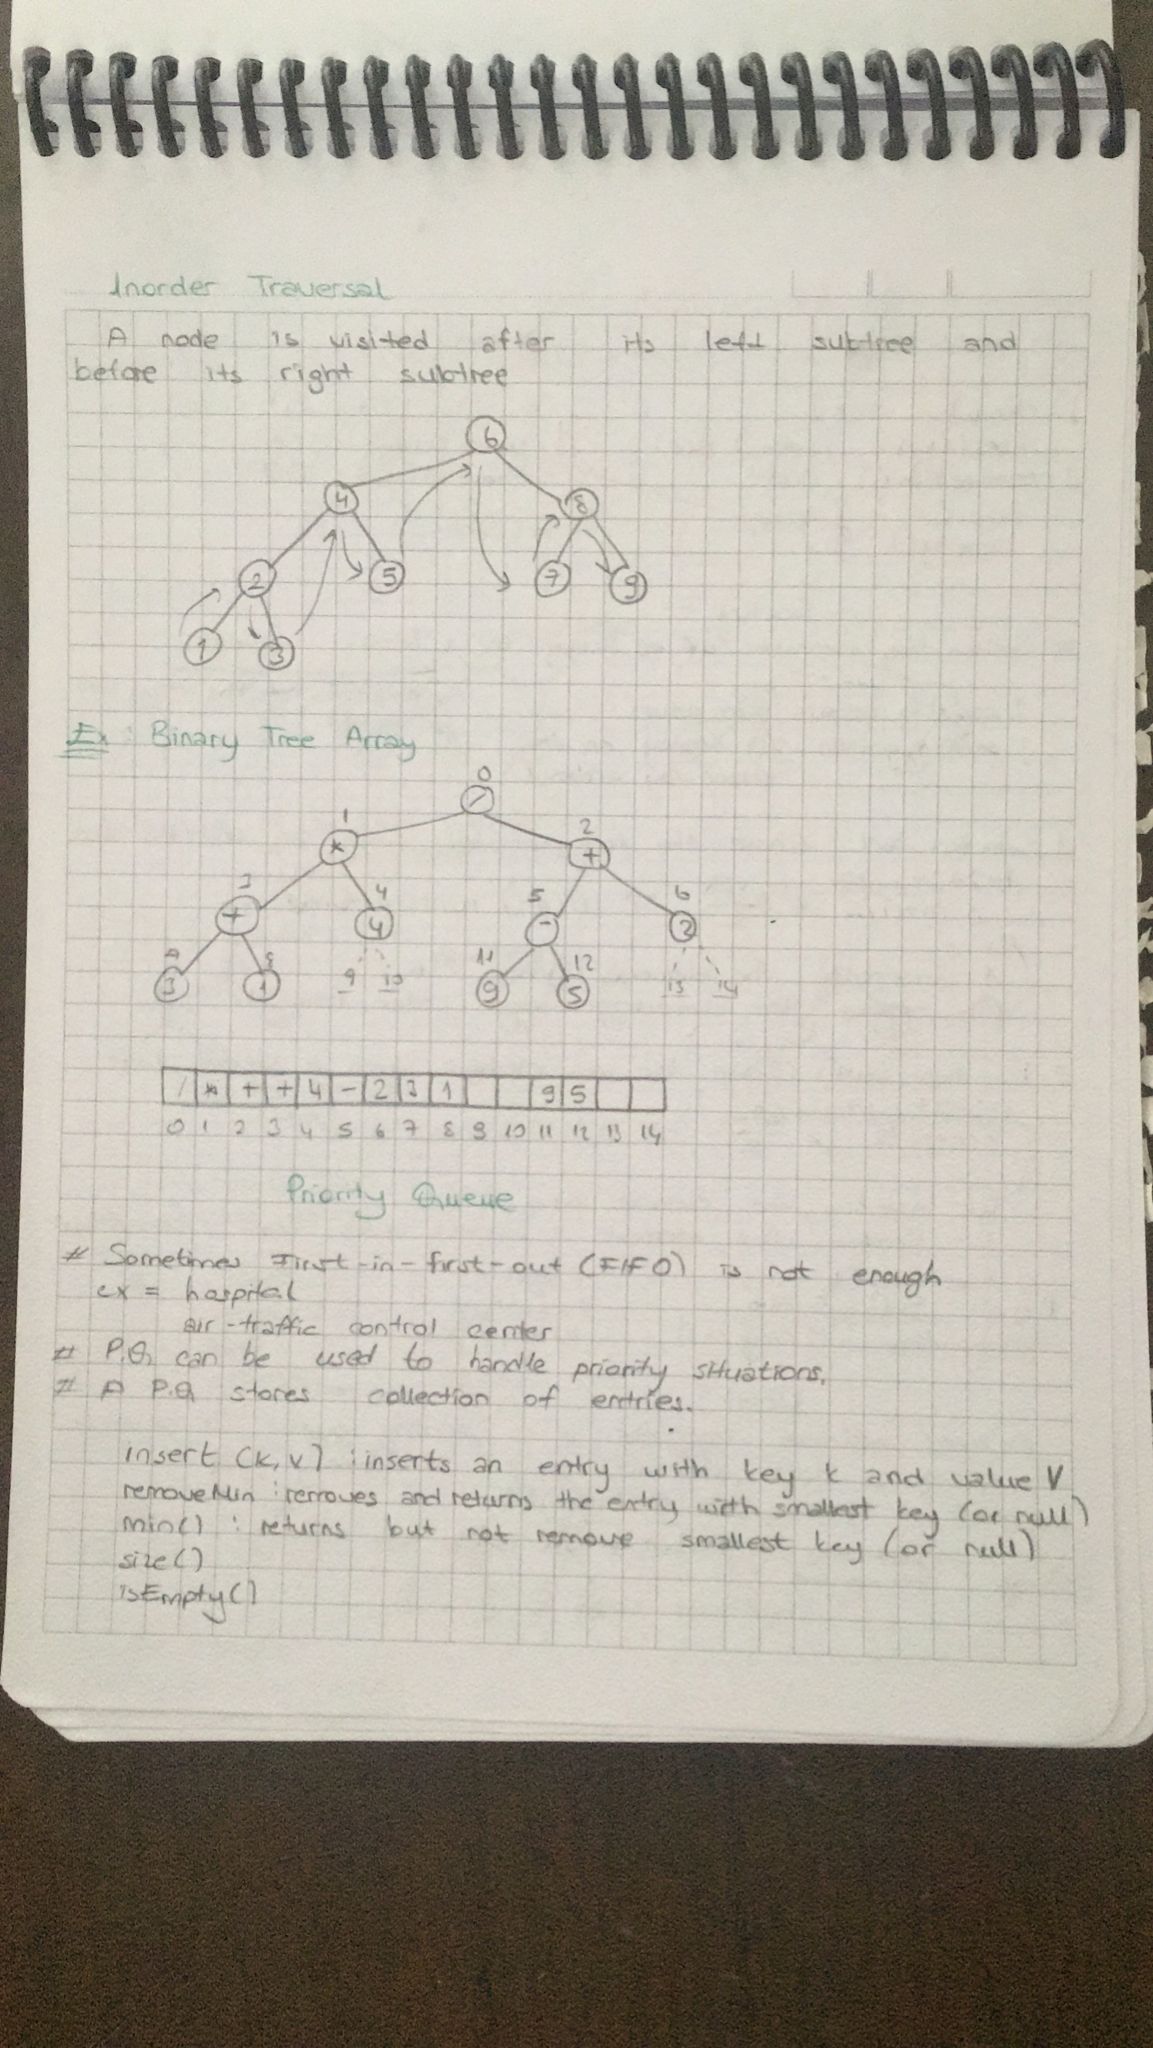 Inorder Traversal
A node is visited after its left subtree and
before its right subtree
6
4 8
2 5 7 9
1 3
Ex: Binary Tree Array
0
/
1 2
* +
3 4 5 6
+ 4 - 2
7 8 11 12
3 1 9 10 9 5 13 14
/ * + + 4 - 2 3 1 9 5
0 1 2 3 4 5 6 7 8 9 10 11 12 13 14
Priority Queue
# Sometimes First-in-first-out (FIFO) is not enough
ex = hospital
air-traffic control center
# P.Q. can be used to handle priority situations.
# A P.Q stores collection of entries.
insert (k,v) : inserts an entry with key k and value V
removeMin : removes and returns the entry with smallest key (or null)
min() : returns but not remove smallest key (or null)
size()
isEmpty()